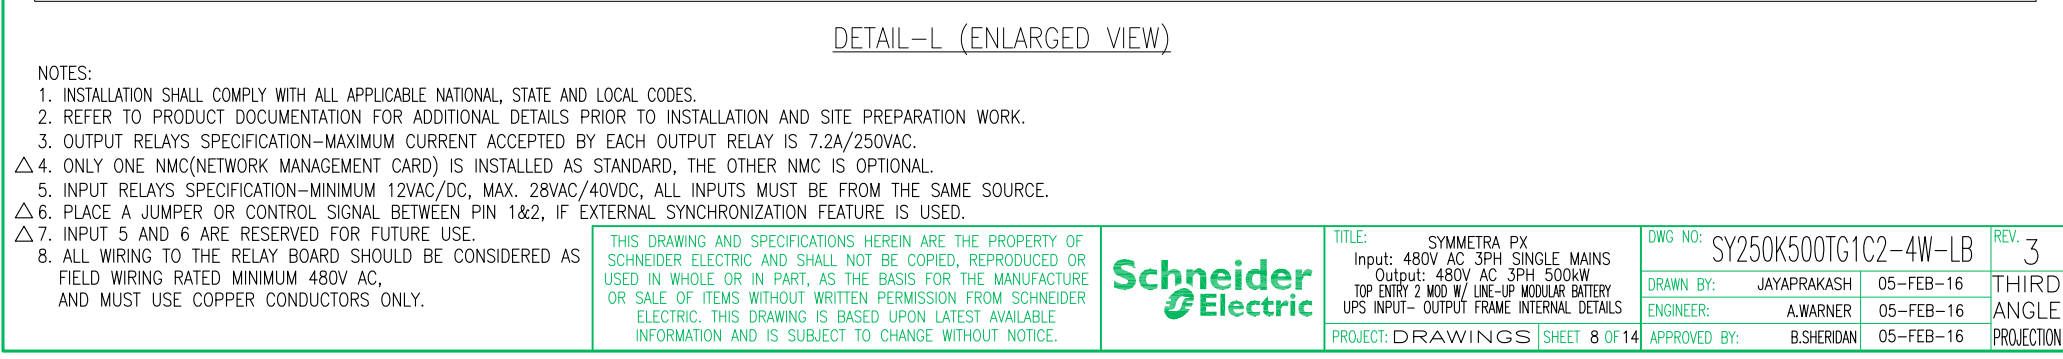 DETAIL-L (ENLARGED VIEW)
NOTES:
1. INSTALLATION SHALL COMPLY WITH ALL APPLICABLE NATIONAL, STATE AND LOCAL CODES.
2. REFER TO PRODUCT DOCUMENTATION FOR ADDITIONAL DETAILS PRIOR TO INSTALLATION AND SITE PREPARATION WORK.
3. OUTPUT RELAYS SPECIFICATION-MAXIMUM CURRENT ACCEPTED BY EACH OUTPUT RELAY IS 7.2A/250VAC.
△ 4. ONLY ONE NMC(NETWORK MANAGEMENT CARD) IS INSTALLED AS STANDARD, THE OTHER NMC IS OPTIONAL.
5. INPUT RELAYS SPECIFICATION-MINIMUM 12VAC/DC, MAX. 28VAC/40VDC, ALL INPUTS MUST BE FROM THE SAME SOURCE.
△ 6. PLACE A JUMPER OR CONTROL SIGNAL BETWEEN PIN 1&2, IF EXTERNAL SYNCHRONIZATION FEATURE IS USED.
△ 7. INPUT 5 AND 6 ARE RESERVED FOR FUTURE USE.
8. ALL WIRING TO THE RELAY BOARD SHOULD BE CONSIDERED AS
FIELD WIRING RATED MINIMUM 480V AC,
AND MUST USE COPPER CONDUCTORS ONLY.
THIS DRAWING AND SPECIFICATIONS HEREIN ARE THE PROPERTY OF
SCHNEIDER ELECTRIC AND SHALL NOT BE COPIED, REPRODUCED OR
USED IN WHOLE OR IN PART, AS THE BASIS FOR THE MANUFACTURE
OR SALE OF ITEMS WITHOUT WRITTEN PERMISSION FROM SCHNEIDER
ELECTRIC. THIS DRAWING IS BASED UPON LATEST AVAILABLE
INFORMATION AND IS SUBJECT TO CHANGE WITHOUT NOTICE.
Schneider
Electric
TITLE: SYMMETRA PX
Input: 480V AC 3PH SINGLE MAINS
Output: 480V AC 3PH 500kW
TOP ENTRY 2 MOD W/ LINE-UP MODULAR BATTERY
UPS INPUT- OUTPUT FRAME INTERNAL DETAILS
PROJECT: DRAWINGS SHEET 8 OF 14
DWG NO: SY250K500TG1C2-4W-LB
DRAWN BY: JAYAPRAKASH 05-FEB-16
ENGINEER: A.WARNER 05-FEB-16
APPROVED BY: B.SHERIDAN 05-FEB-16
REV. 3
THIRD
ANGLE
PROJECTION